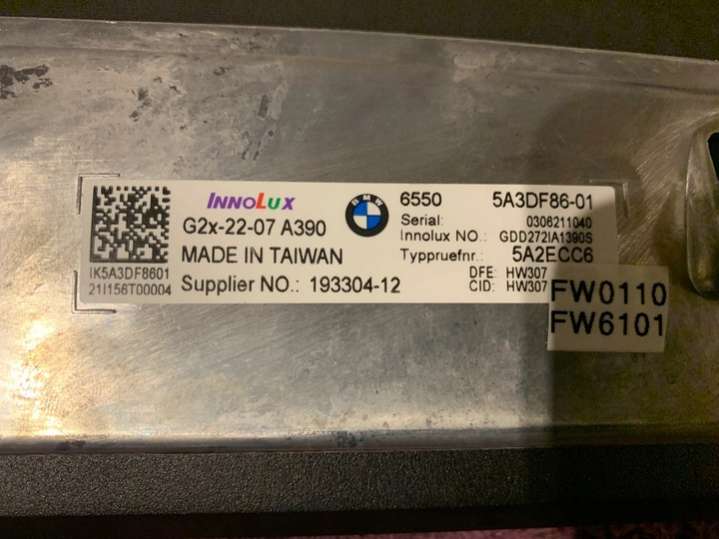 INNOLUX
BMW
G2x-22-07 A390
MADE IN TAIWAN
Supplier NO.: 193304-12
IK5A3DF8601
21I156T00004
6550 5A3DF86-01
Serial: 0306211040
Innolux NO.: GDD272IA1390S
Typpruefnr.: 5A2ECC6
DFE: HW307
CID: HW307
FW0110
FW6101